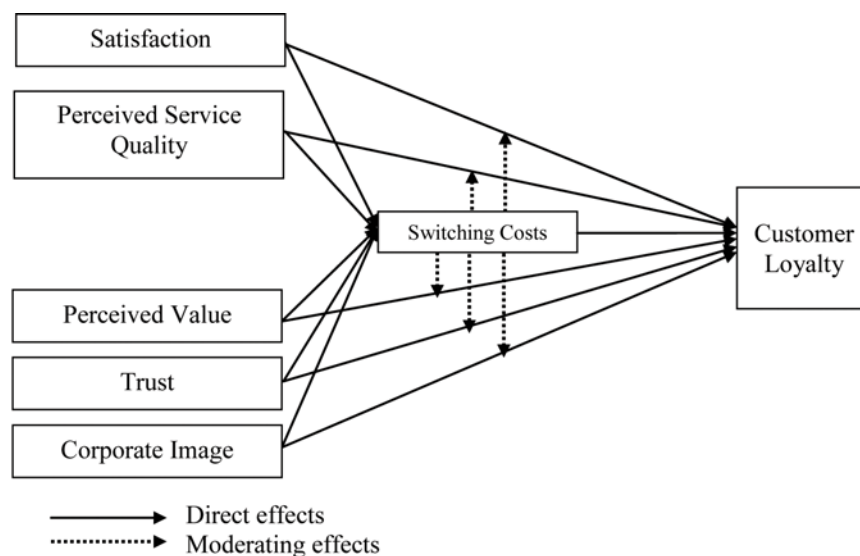 Satisfaction
Perceived Service
Quality
Switching Costs
Customer
Loyalty
Perceived Value
Trust
Corporate Image
Direct effects
Moderating effects